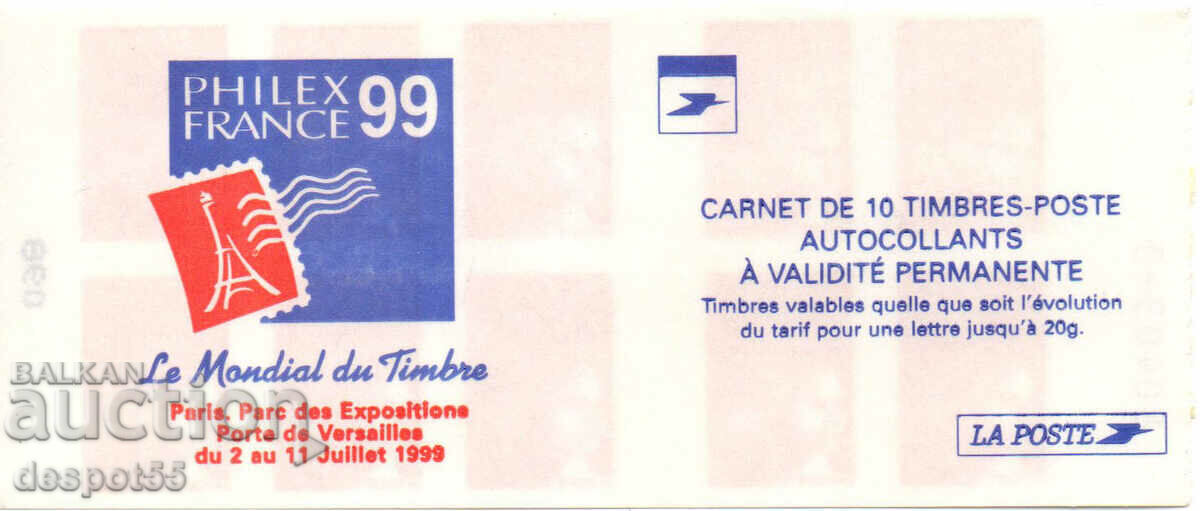 PHILEX
FRANCE 99
Le Mondial du Timbre
Paris, Parc des Expositions
Porte de Versailles
du 2 au 11 Juillet 1999
CARNET DE 10 TIMBRES-POSTE
AUTOCOLLANTS
À VALIDITÉ PERMANENTE
Timbres valables quelle que soit l'évolution
du tarif pour une lettre jusqu'à 20g.
LA POSTE
BALKAN
auction
despot55